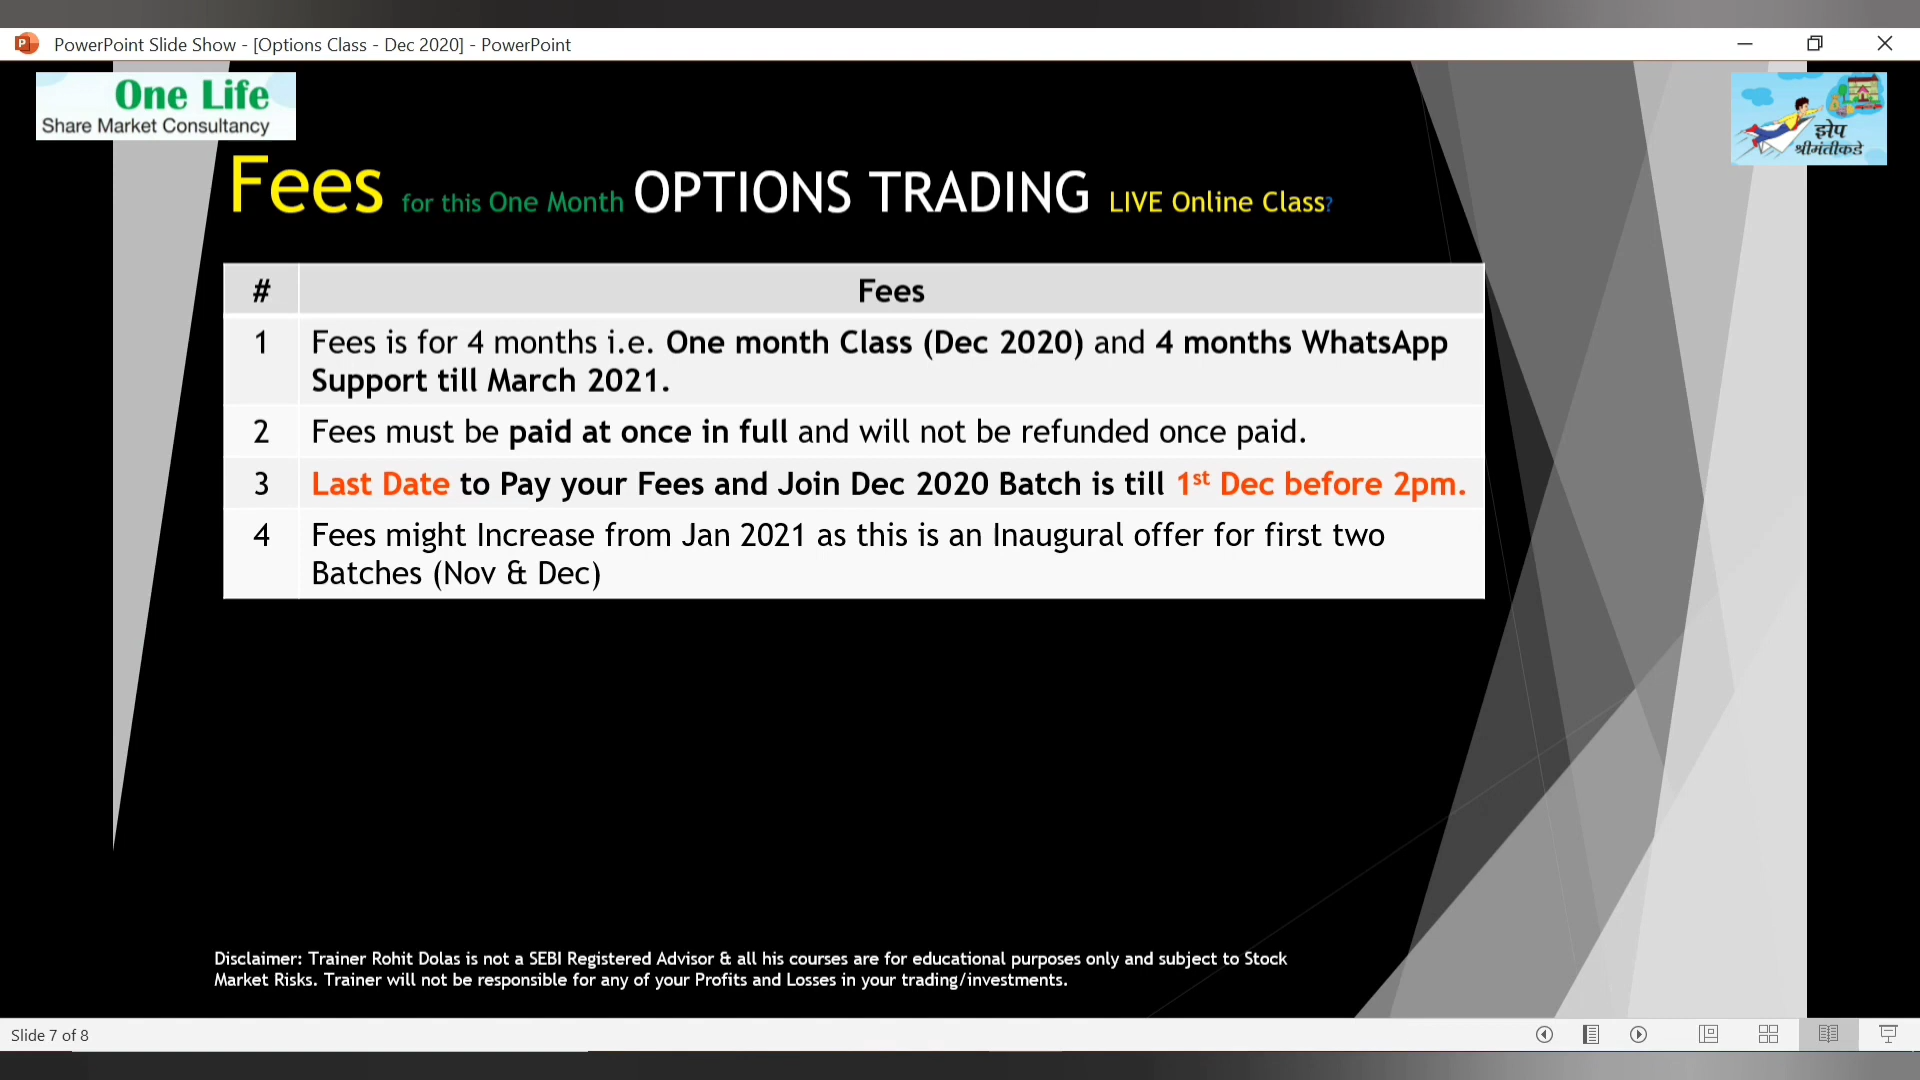 PowerPoint Slide Show - [Options Class - Dec 2020] - PowerPoint
One Life
Share Market Consultancy
झेप
श्रीमंतीकडे
Fees for this One Month OPTIONS TRADING LIVE Online Class?
# Fees
1 Fees is for 4 months i.e. One month Class (Dec 2020) and 4 months WhatsApp
Support till March 2021.
2 Fees must be paid at once in full and will not be refunded once paid.
3 Last Date to Pay your Fees and Join Dec 2020 Batch is till 1st Dec before 2pm.
4 Fees might Increase from Jan 2021 as this is an Inaugural offer for first two
Batches (Nov & Dec)
Disclaimer: Trainer Rohit Dolas is not a SEBI Registered Advisor & all his courses are for educational purposes only and subject to Stock
Market Risks. Trainer will not be responsible for any of your Profits and Losses in your trading/investments.
Slide 7 of 8